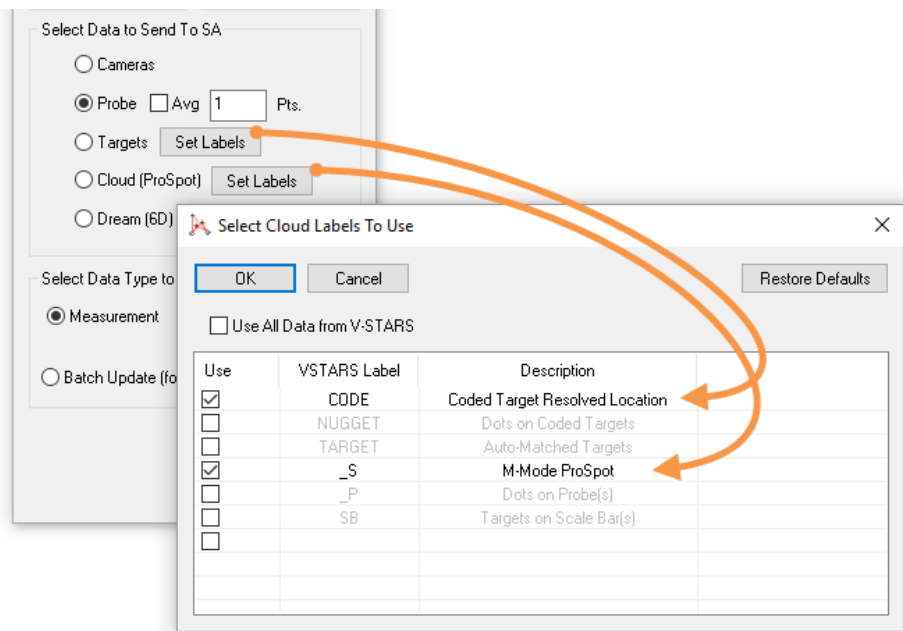 Select Data to Send To SA
Cameras
Probe Avg 1 Pts.
Targets Set Labels
Cloud (ProSpot) Set Labels
Dream (6D)
Select Cloud Labels To Use
OK Cancel Restore Defaults
Use All Data from V-STARS
Use VSTARS Label Description
CODE Coded Target Resolved Location
NUGGET Dots on Coded Targets
TARGET Auto-Matched Targets
_S M-Mode ProSpot
_P Dots on Probe(s)
SB Targets on Scale Bar(s)
Select Data Type to
Measurement
Batch Update (fo